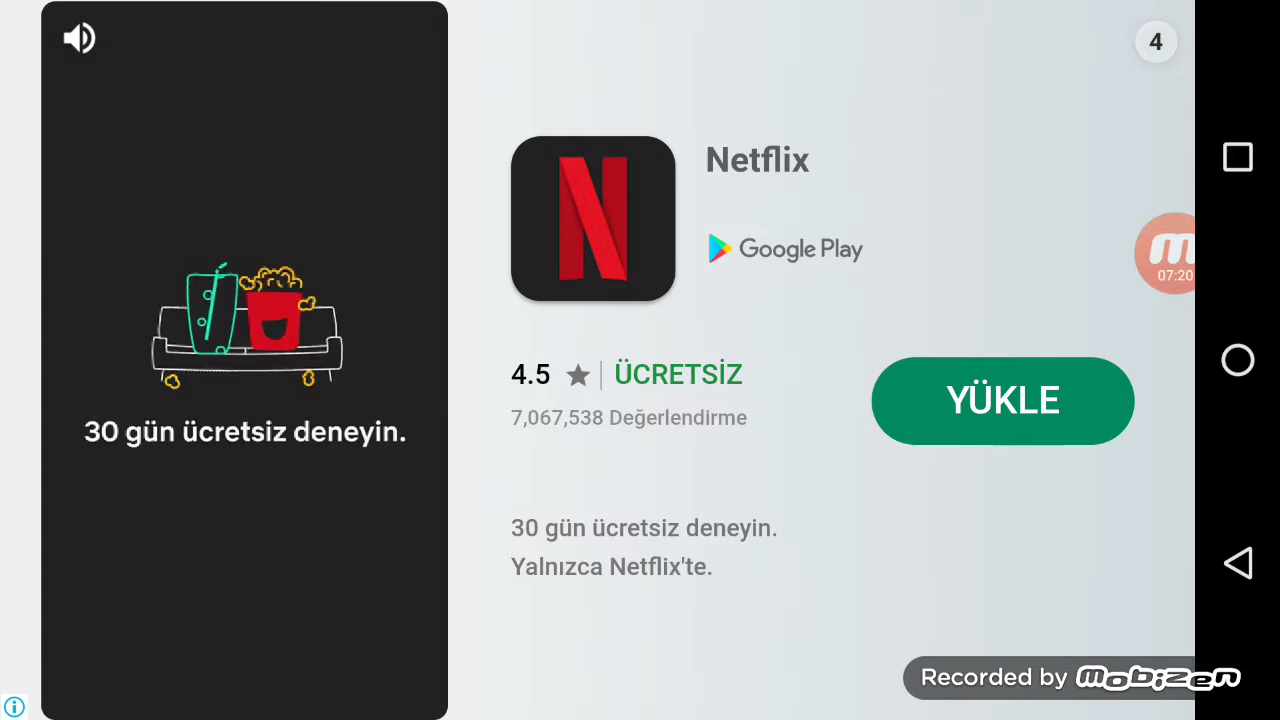 30 gün ücretsiz deneyin.
4
N
Netflix
Google Play
07:20
4.5
ÜCRETSİZ
7,067,538 Değerlendirme
YÜKLE
30 gün ücretsiz deneyin.
Yalnızca Netflix'te.
Recorded by mobizen